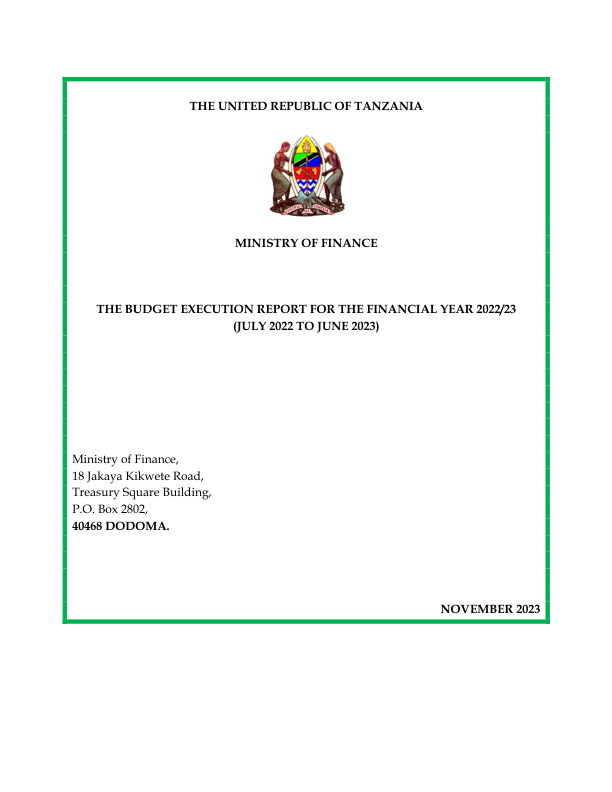 THE UNITED REPUBLIC OF TANZANIA
MINISTRY OF FINANCE
THE BUDGET EXECUTION REPORT FOR THE FINANCIAL YEAR 2022/23
(JULY 2022 TO JUNE 2023)
Ministry of Finance,
18 Jakaya Kikwete Road,
Treasury Square Building,
P.O. Box 2802,
40468 DODOMA.
NOVEMBER 2023